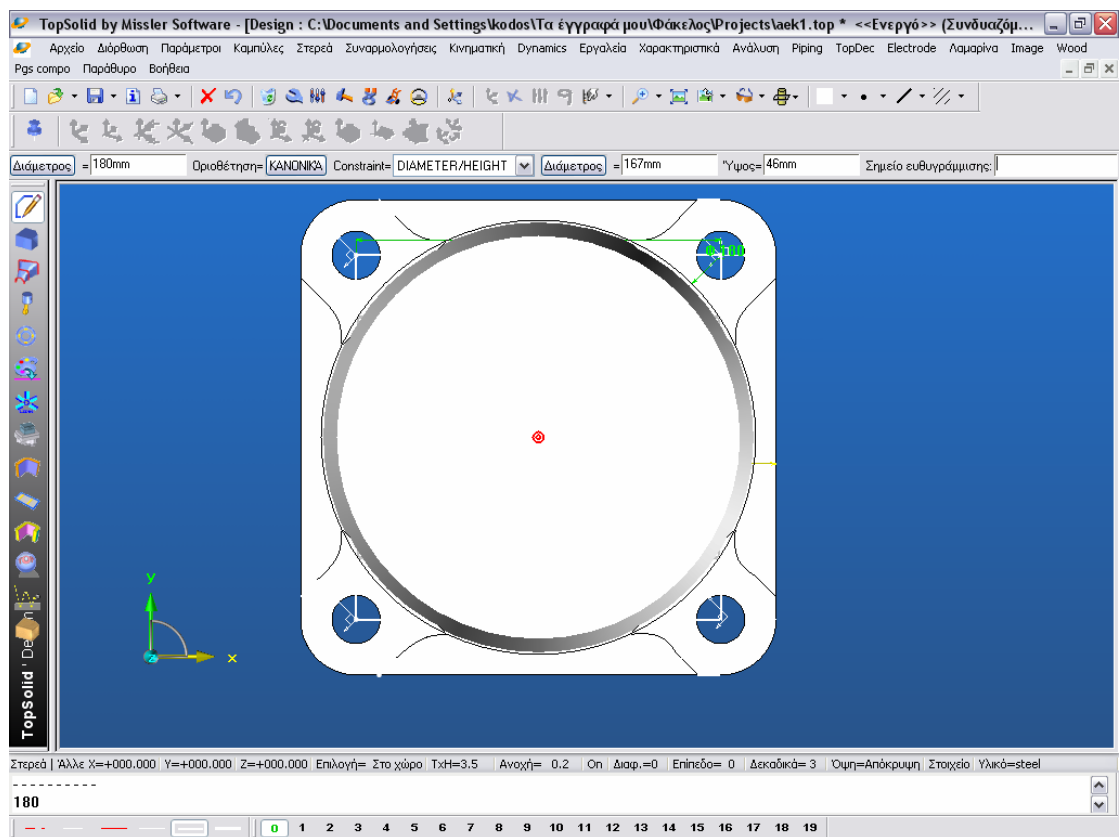 TopSolid by Missler Software - [Design : C:\Documents and Settings\kodos\Τα έγγραφά μου\Φάκελος\Projects\aek1.top * <<Ενεργό>> (Συνδυαζόμ...
Αρχείο Διόρθωση Παράμετροι Καμπύλες Στερεά Συναρμολογήσεις Κινηματική Dynamics Εργαλεία Χαρακτηριστικά Ανάλυση Piping TopDec Electrode Λαμαρίνα Image Wood
Pgs compo Παράθυρο Βοήθεια
Διάμετρος =180mm Οριοθέτηση= ΚΑΝΟΝΙΚΑ Constraint= DIAMETER/HEIGHT Διάμετρος =167mm Ύψος=46mm Σημείο ευθυγράμμισης:
Φ180
y
x
z
TopSolid'Design
Στερεά | Άλλε X=+000.000 Y=+000.000 Z=+000.000 Επιλογή= Στο χώρο TxH=3.5 Ανοχή= 0.2 On Διαφ.=0 Επίπεδο= 0 Δεκαδικά= 3 Όψη=Απόκρυψη Στοιχείο Υλικό=steel
----------
180
0 1 2 3 4 5 6 7 8 9 10 11 12 13 14 15 16 17 18 19